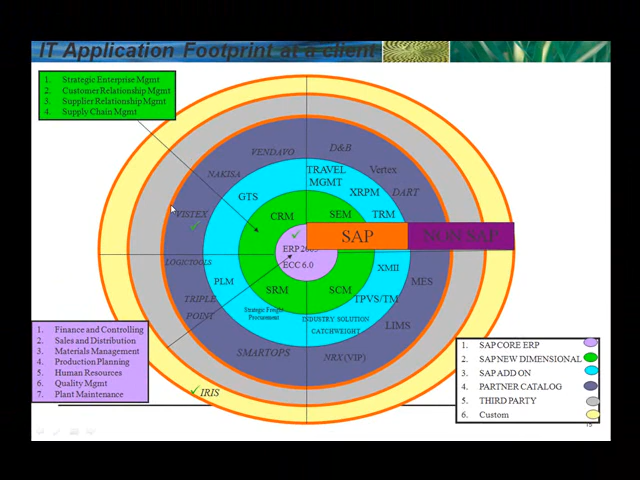 IT Application Footprint at a client
1. Strategic Enterprise Mgmt
2. Customer Relationship Mgmt
3. Supplier Relationship Mgmt
4. Supply Chain Mgmt
VENDAVO
D&B
NAKISA
TRAVEL
MGMT
Vertex
GTS
XRPM
DART
VISTEX
CRM
SEM
TRM
SAP
NON SAP
ERP
ECC 6.0
LOGICTOOLS
XMII
PLM
SRM
SCM
MES
TRIPLE
POINT
TPVS/TM
Strategic Freight
Procurement
INDUSTRY SOLUTION
CATCHWEIGHT
LIMS
SMARTOPS
NRX (VIP)
IRIS
1. Finance and Controlling
2. Sales and Distribution
3. Materials Management
4. Production Planning
5. Human Resources
6. Quality Mgmt
7. Plant Maintenance
1. SAP CORE ERP
2. SAP NEW DIMENSIONAL
3. SAP ADD ON
4. PARTNER CATALOG
5. THIRD PARTY
6. Custom